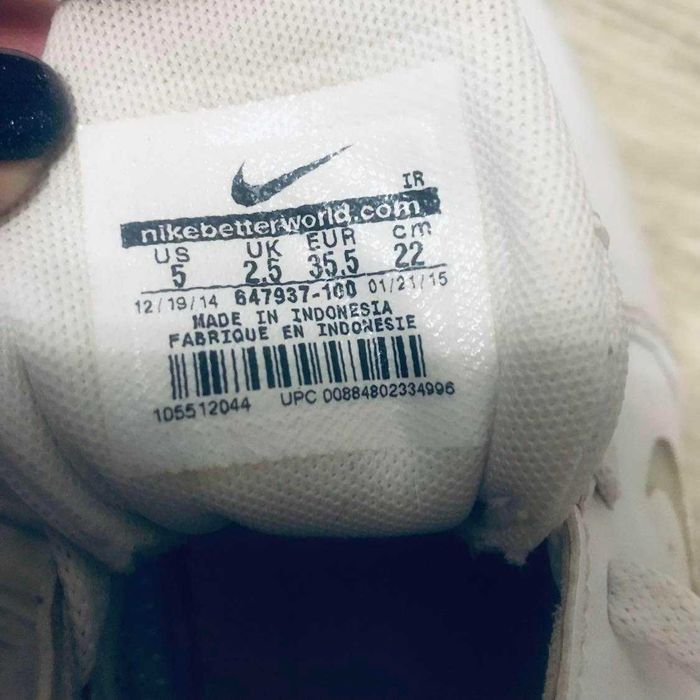 IR
nikebetterworld.com
US UK EUR cm
5 2.5 35.5 22
12/19/14 647937-100 01/21/15
MADE IN INDONESIA
FABRIQUE EN INDONESIE
105512044 UPC 00884802334996